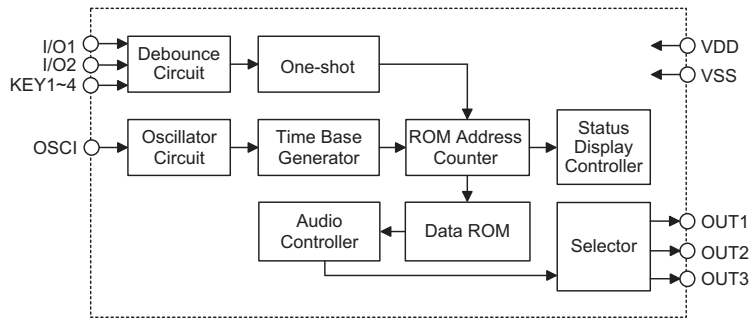 I/O1
I/O2
KEY1~4
Debounce
Circuit
One-shot
VDD
VSS
OSCI
Oscillator
Circuit
Time Base
Generator
ROM Address
Counter
Status
Display
Controller
Audio
Controller
Data ROM
Selector
OUT1
OUT2
OUT3